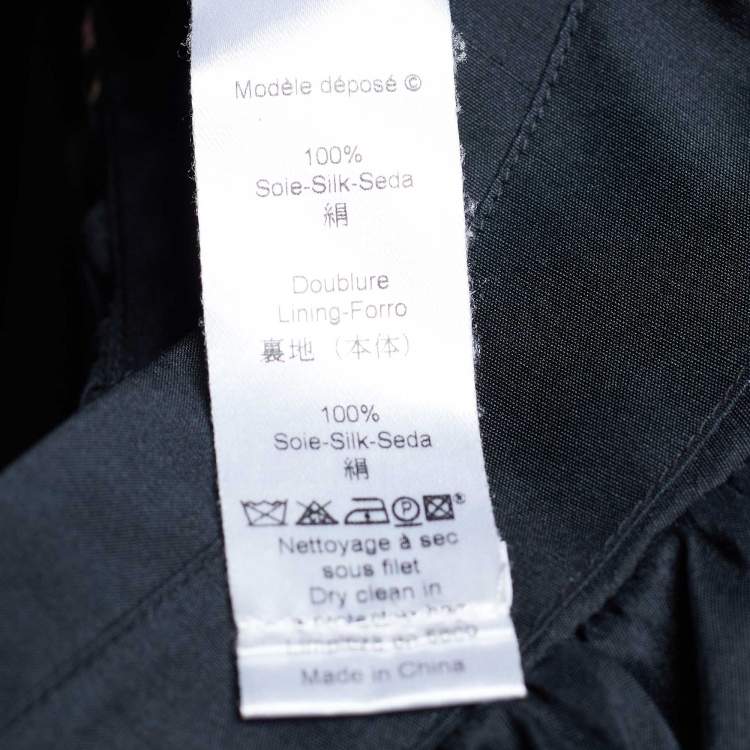 Modèle déposé ©
100%
Soie-Silk-Seda
絹
Doublure
Lining-Forro
裏地（本体）
100%
Soie-Silk-Seda
絹
P
®
Nettoyage à sec
sous filet
Dry clean in
Made in China